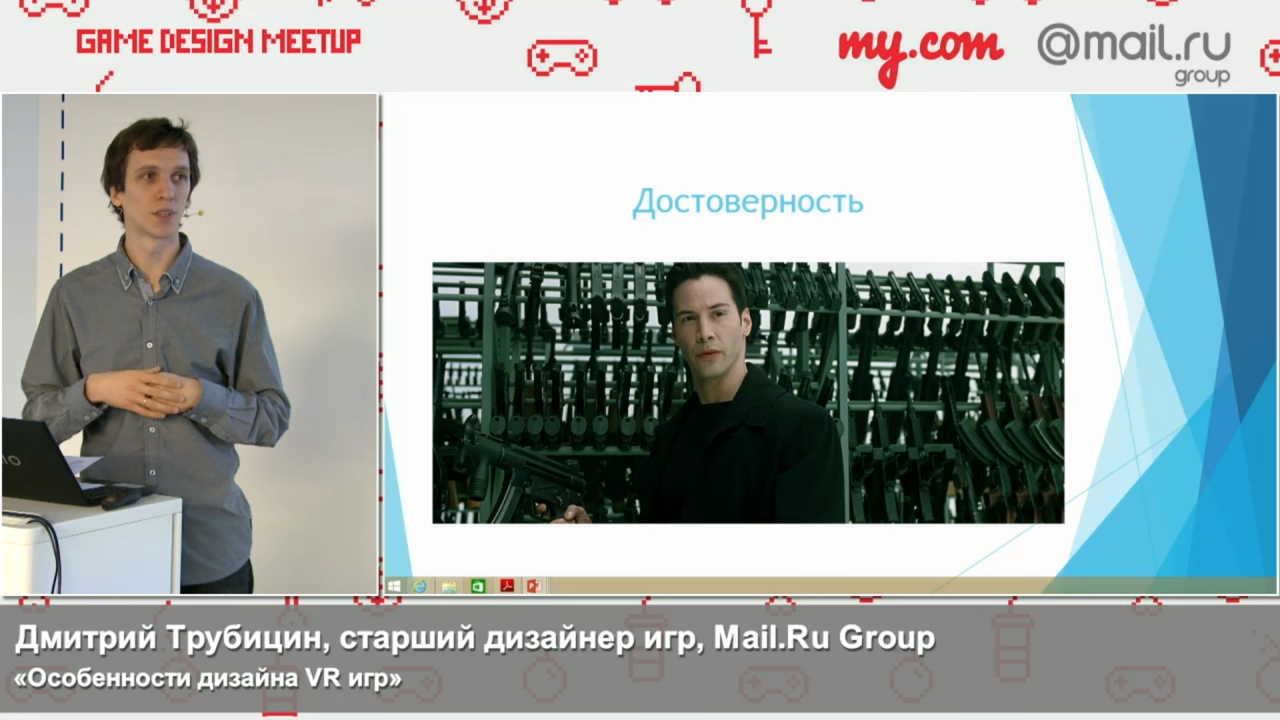 GAME DESIGN MEETUP
my.com
@mail.ru
group
Достоверность
Дмитрий Трубицин, старший дизайнер игр, Mail.Ru Group
«Особенности дизайна VR игр»